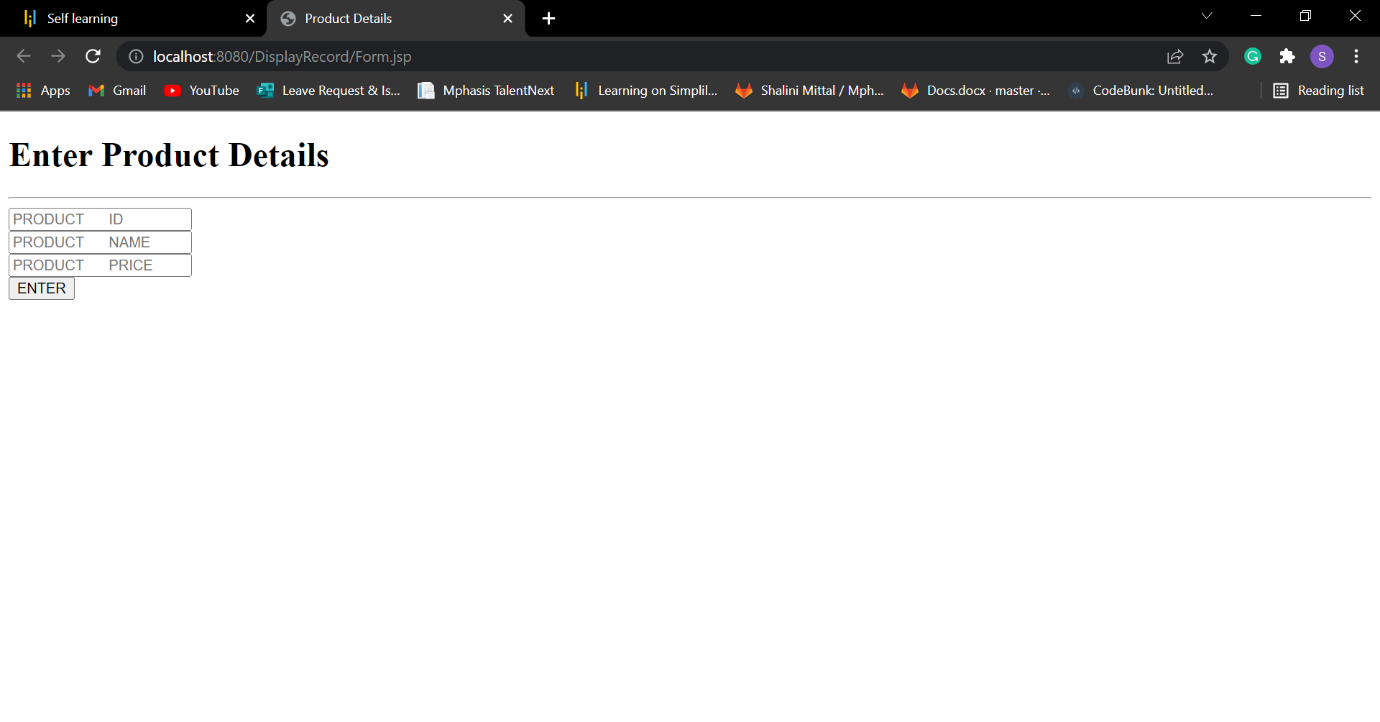 Self learning
Product Details
localhost:8080/DisplayRecord/Form.jsp
G
S
Apps
Gmail
YouTube
Leave Request & Is...
Mphasis TalentNext
Learning on Simplil...
Shalini Mittal / Mph...
Docs.docx · master ·...
CodeBunk: Untitled...
Reading list
Enter Product Details
PRODUCT ID
PRODUCT NAME
PRODUCT PRICE
ENTER